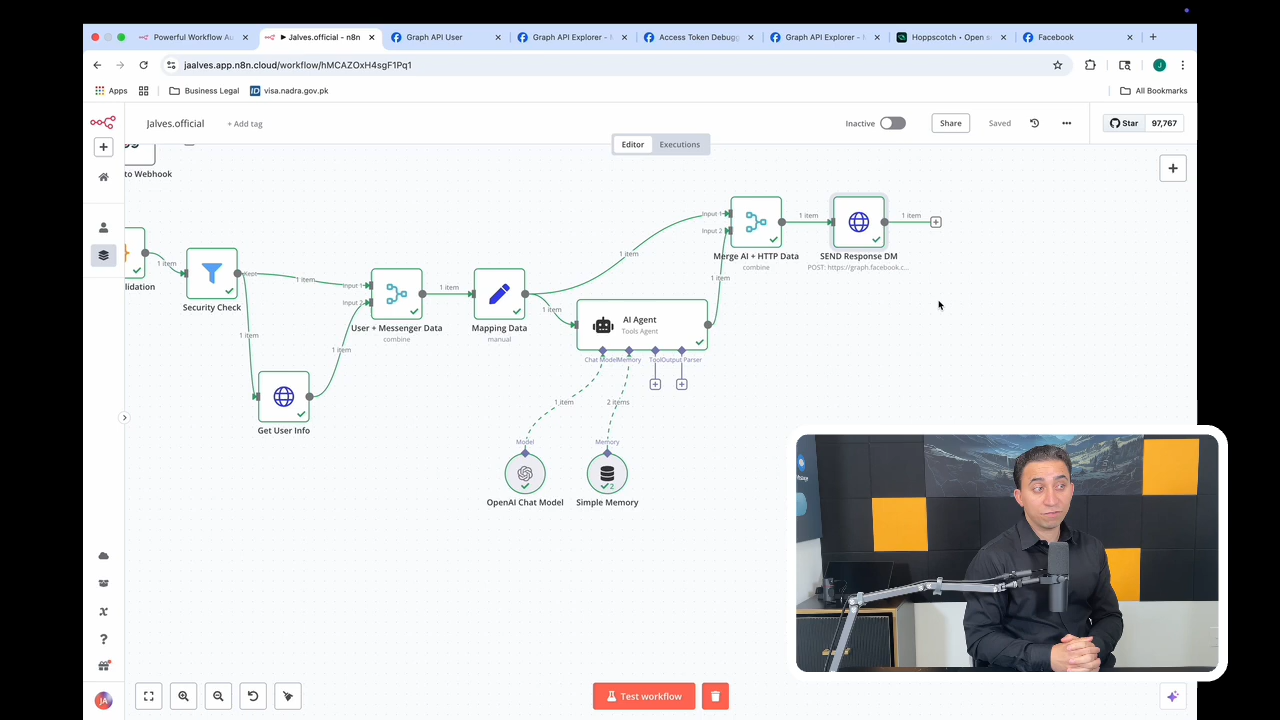 Powerful Workflow Au
▶ Jalves.official - n8n
Graph API User
Graph API Explorer - M
Access Token Debugg
Graph API Explorer - M
Hoppscotch • Open s
Facebook
jaalves.app.n8n.cloud/workflow/hMCAZOxH4sgF1Pq1
J
Apps
Business Legal
visa.nadra.gov.pk
All Bookmarks
Jalves.official
+ Add tag
Inactive
Share
Saved
Star
97,767
Editor
Executions
to Webhook
lidation
1 item
Security Check
Kept
1 item
1 item
Get User Info
1 item
Input 1
Input 2
User + Messenger Data
combine
1 item
Mapping Data
manual
1 item
1 item
AI Agent
Tools Agent
Chat Model
Memory
Tool
Output Parser
1 item
2 items
Model
OpenAI Chat Model
Memory
2
Simple Memory
1 item
Input 1
Input 2
Merge AI + HTTP Data
combine
1 item
SEND Response DM
POST: https://graph.facebook.c...
1 item
Test workflow
JA